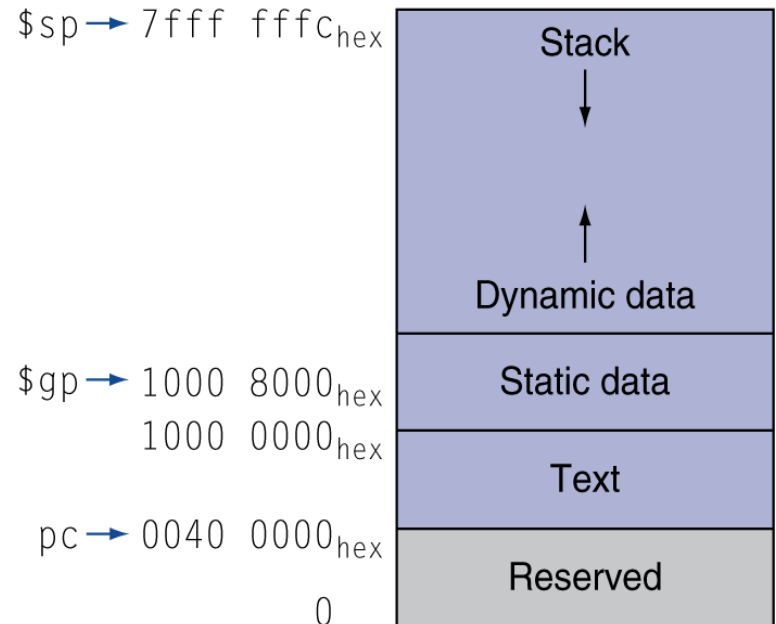 $sp → 7fff fffc hex
Stack
Dynamic data
$gp → 1000 8000 hex
Static data
1000 0000 hex
Text
pc → 0040 0000 hex
Reserved
0